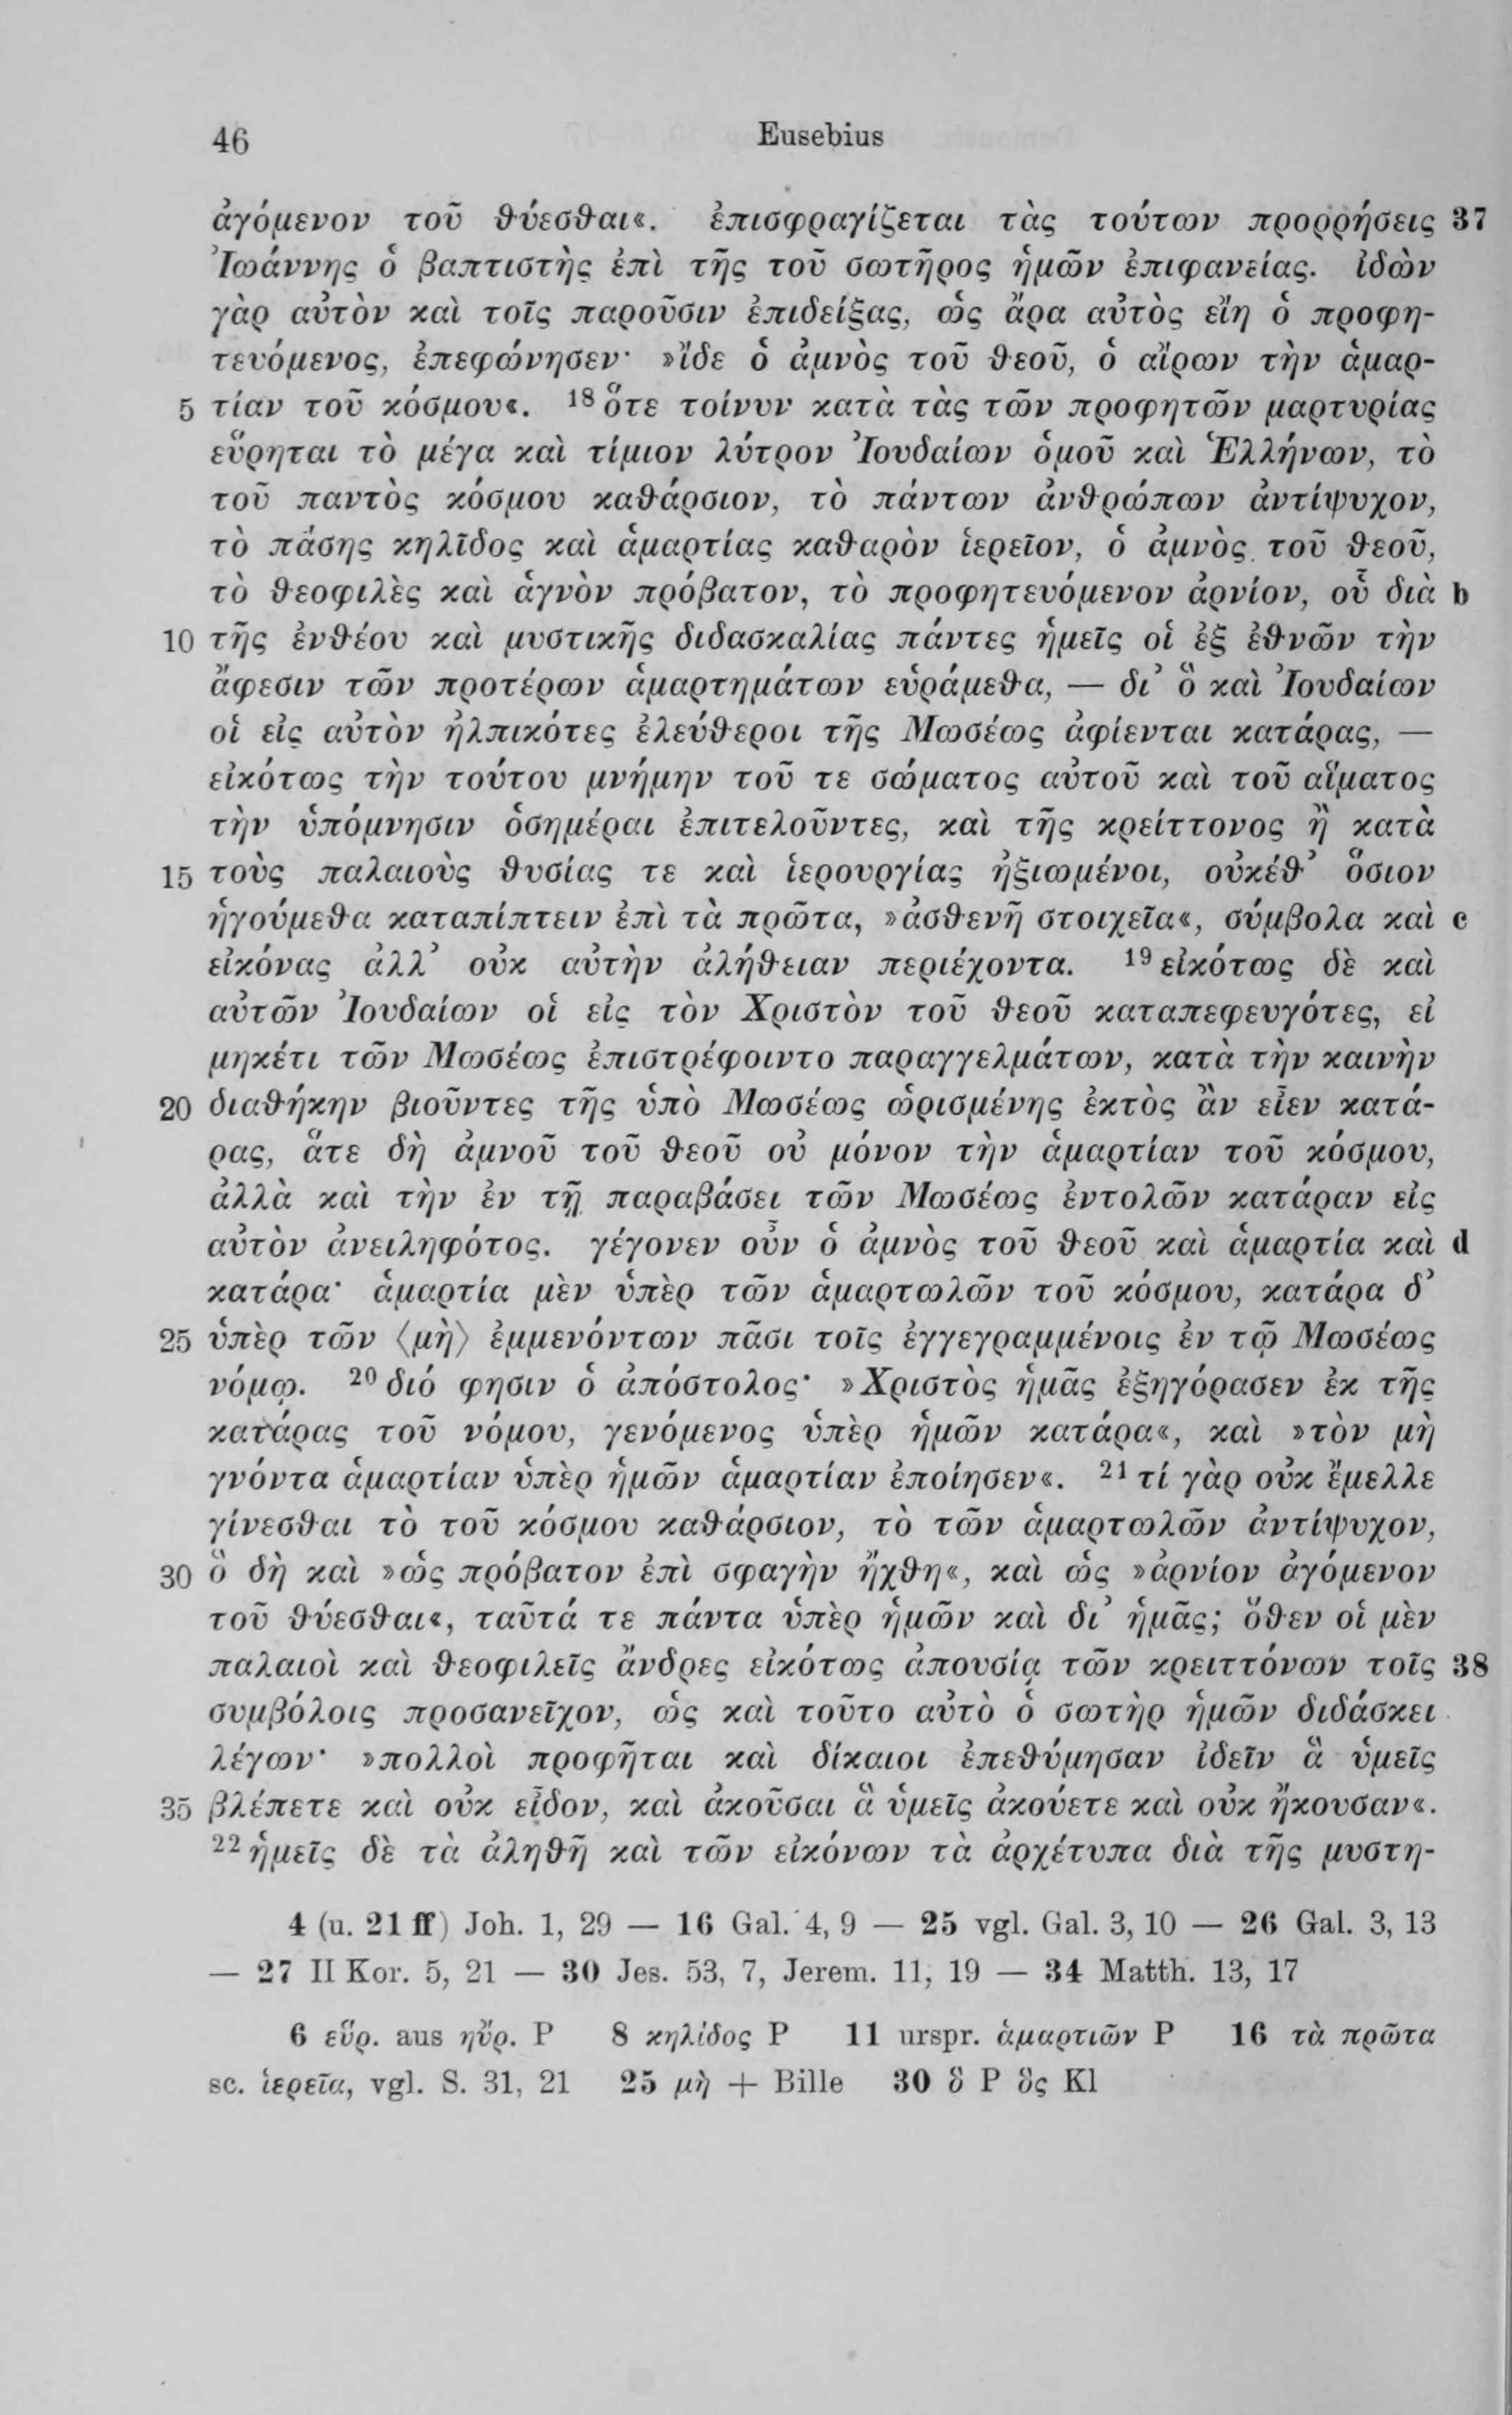 46 Eusebius
ἀγόμενον τοῦ θύεσθαι«. ἐπισφραγίζεται τὰς τούτων προρρήσεις 37
Ἰωάννης ὁ βαπτιστὴς ἐπὶ τῆς τοῦ σωτῆρος ἡμῶν ἐπιφανείας. ἰδὼν
γὰρ αὐτὸν καὶ τοῖς παροῦσιν ἐπιδείξας, ὡς ἄρα αὐτὸς εἴη ὁ προφη-
τευόμενος, ἐπεφώνησεν· »ἴδε ὁ ἀμνὸς τοῦ θεοῦ, ὁ αἴρων τὴν ἁμαρ-
5 τίαν τοῦ κόσμου«. ¹⁸ ὅτε τοίνυν κατὰ τὰς τῶν προφητῶν μαρτυρίας
εὕρηται τὸ μέγα καὶ τίμιον λύτρον Ἰουδαίων ὁμοῦ καὶ Ἑλλήνων, τὸ
τοῦ παντὸς κόσμου καθάρσιον, τὸ πάντων ἀνθρώπων ἀντίψυχον,
τὸ πάσης κηλῖδος καὶ ἁμαρτίας καθαρὸν ἱερεῖον, ὁ ἀμνὸς τοῦ θεοῦ,
τὸ θεοφιλὲς καὶ ἁγνὸν πρόβατον, τὸ προφητευόμενον ἀρνίον, οὗ διὰ b
10 τῆς ἐνθέου καὶ μυστικῆς διδασκαλίας πάντες ἡμεῖς οἱ ἐξ ἐθνῶν τὴν
ἄφεσιν τῶν προτέρων ἁμαρτημάτων εὑράμεθα, — δι’ ὃ καὶ Ἰουδαίων
οἱ εἰς αὐτὸν ἠλπικότες ἐλεύθεροι τῆς Μωσέως ἀφίενται κατάρας, —
εἰκότως τὴν τούτου μνήμην τοῦ τε σώματος αὐτοῦ καὶ τοῦ αἵματος
τὴν ὑπόμνησιν ὁσημέραι ἐπιτελοῦντες, καὶ τῆς κρείττονος ἢ κατὰ
15 τοὺς παλαιοὺς θυσίας τε καὶ ἱερουργίας ἠξιωμένοι, οὐκέθ’ ὅσιον
ἡγούμεθα καταπίπτειν ἐπὶ τὰ πρῶτα, »ἀσθενῆ στοιχεῖα«, σύμβολα καὶ c
εἰκόνας ἀλλ’ οὐκ αὐτὴν ἀλήθειαν περιέχοντα. ¹⁹ εἰκότως δὲ καὶ
αὐτῶν Ἰουδαίων οἱ εἰς τὸν Χριστὸν τοῦ θεοῦ καταπεφευγότες, εἰ
μηκέτι τῶν Μωσέως ἐπιστρέφοιντο παραγγελμάτων, κατὰ τὴν καινὴν
20 διαθήκην βιοῦντες τῆς ὑπὸ Μωσέως ὡρισμένης ἐκτὸς ἂν εἶεν κατά-
ρας, ἅτε δὴ ἀμνοῦ τοῦ θεοῦ οὐ μόνον τὴν ἁμαρτίαν τοῦ κόσμου,
ἀλλὰ καὶ τὴν ἐν τῇ παραβάσει τῶν Μωσέως ἐντολῶν κατάραν εἰς
αὐτὸν ἀνειληφότος. γέγονεν οὖν ὁ ἀμνὸς τοῦ θεοῦ καὶ ἁμαρτία καὶ d
κατάρα· ἁμαρτία μὲν ὑπὲρ τῶν ἁμαρτωλῶν τοῦ κόσμου, κατάρα δ’
25 ὑπὲρ τῶν ⟨μὴ⟩ ἐμμενόντων πᾶσι τοῖς ἐγγεγραμμένοις ἐν τῷ Μωσέως
νόμῳ. ²⁰ διό φησιν ὁ ἀπόστολος· »Χριστὸς ἡμᾶς ἐξηγόρασεν ἐκ τῆς
κατάρας τοῦ νόμου, γενόμενος ὑπὲρ ἡμῶν κατάρα«, καὶ »τὸν μὴ
γνόντα ἁμαρτίαν ὑπὲρ ἡμῶν ἁμαρτίαν ἐποίησεν«. ²¹ τί γὰρ οὐκ ἔμελλε
γίνεσθαι τὸ τοῦ κόσμου καθάρσιον, τὸ τῶν ἁμαρτωλῶν ἀντίψυχον,
30 ὃ δὴ καὶ »ὡς πρόβατον ἐπὶ σφαγὴν ἤχθη«, καὶ ὡς »ἀρνίον ἀγόμενον
τοῦ θύεσθαι«, ταῦτά τε πάντα ὑπὲρ ἡμῶν καὶ δι’ ἡμᾶς; ὅθεν οἱ μὲν
παλαιοὶ καὶ θεοφιλεῖς ἄνδρες εἰκότως ἀπουσίᾳ τῶν κρειττόνων τοῖς 38
συμβόλοις προσανεῖχον, ὡς καὶ τοῦτο αὐτὸ ὁ σωτὴρ ἡμῶν διδάσκει
λέγων· »πολλοὶ προφῆται καὶ δίκαιοι ἐπεθύμησαν ἰδεῖν ἃ ὑμεῖς
35 βλέπετε καὶ οὐκ εἶδον, καὶ ἀκοῦσαι ἃ ὑμεῖς ἀκούετε καὶ οὐκ ἤκουσαν«.
²² ἡμεῖς δὲ τὰ ἀληθῆ καὶ τῶν εἰκόνων τὰ ἀρχέτυπα διὰ τῆς μυστη-
4 (u. 21 ff) Joh. 1, 29 — 16 Gal. 4, 9 — 25 vgl. Gal. 3, 10 — 26 Gal. 3, 13
— 27 II Kor. 5, 21 — 30 Jes. 53, 7, Jerem. 11, 19 — 34 Matth. 13, 17
6 εὕρ. aus ηὕρ. P 8 κηλίδος P 11 urspr. ἁμαρτιῶν P 16 τὰ πρῶτα
sc. ἱερεῖα, vgl. S. 31, 21 25 μὴ + Bille 30 ὃ P ὃς Kl